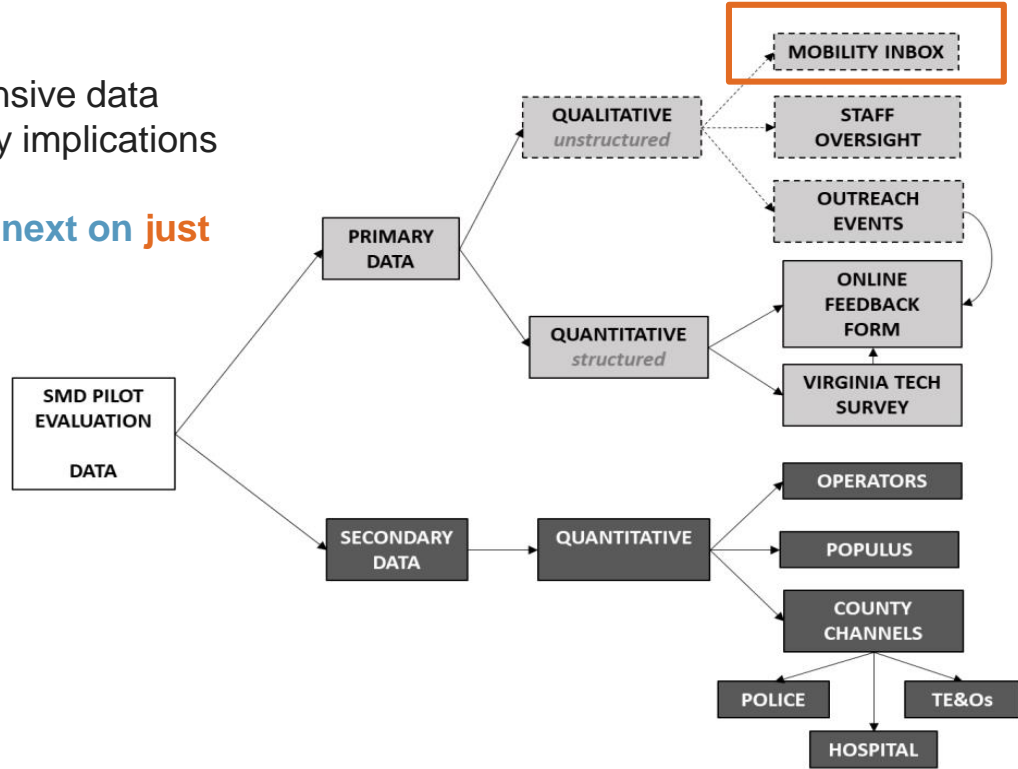 nsive data
y implications
next on just
SMD PILOT
EVALUATION
DATA
PRIMARY
DATA
QUALITATIVE
unstructured
MOBILITY INBOX
STAFF
OVERSIGHT
OUTREACH
EVENTS
QUANTITATIVE
structured
ONLINE
FEEDBACK
FORM
VIRGINIA TECH
SURVEY
SECONDARY
DATA
QUANTITATIVE
OPERATORS
POPULUS
COUNTY
CHANNELS
POLICE
TE&Os
HOSPITAL